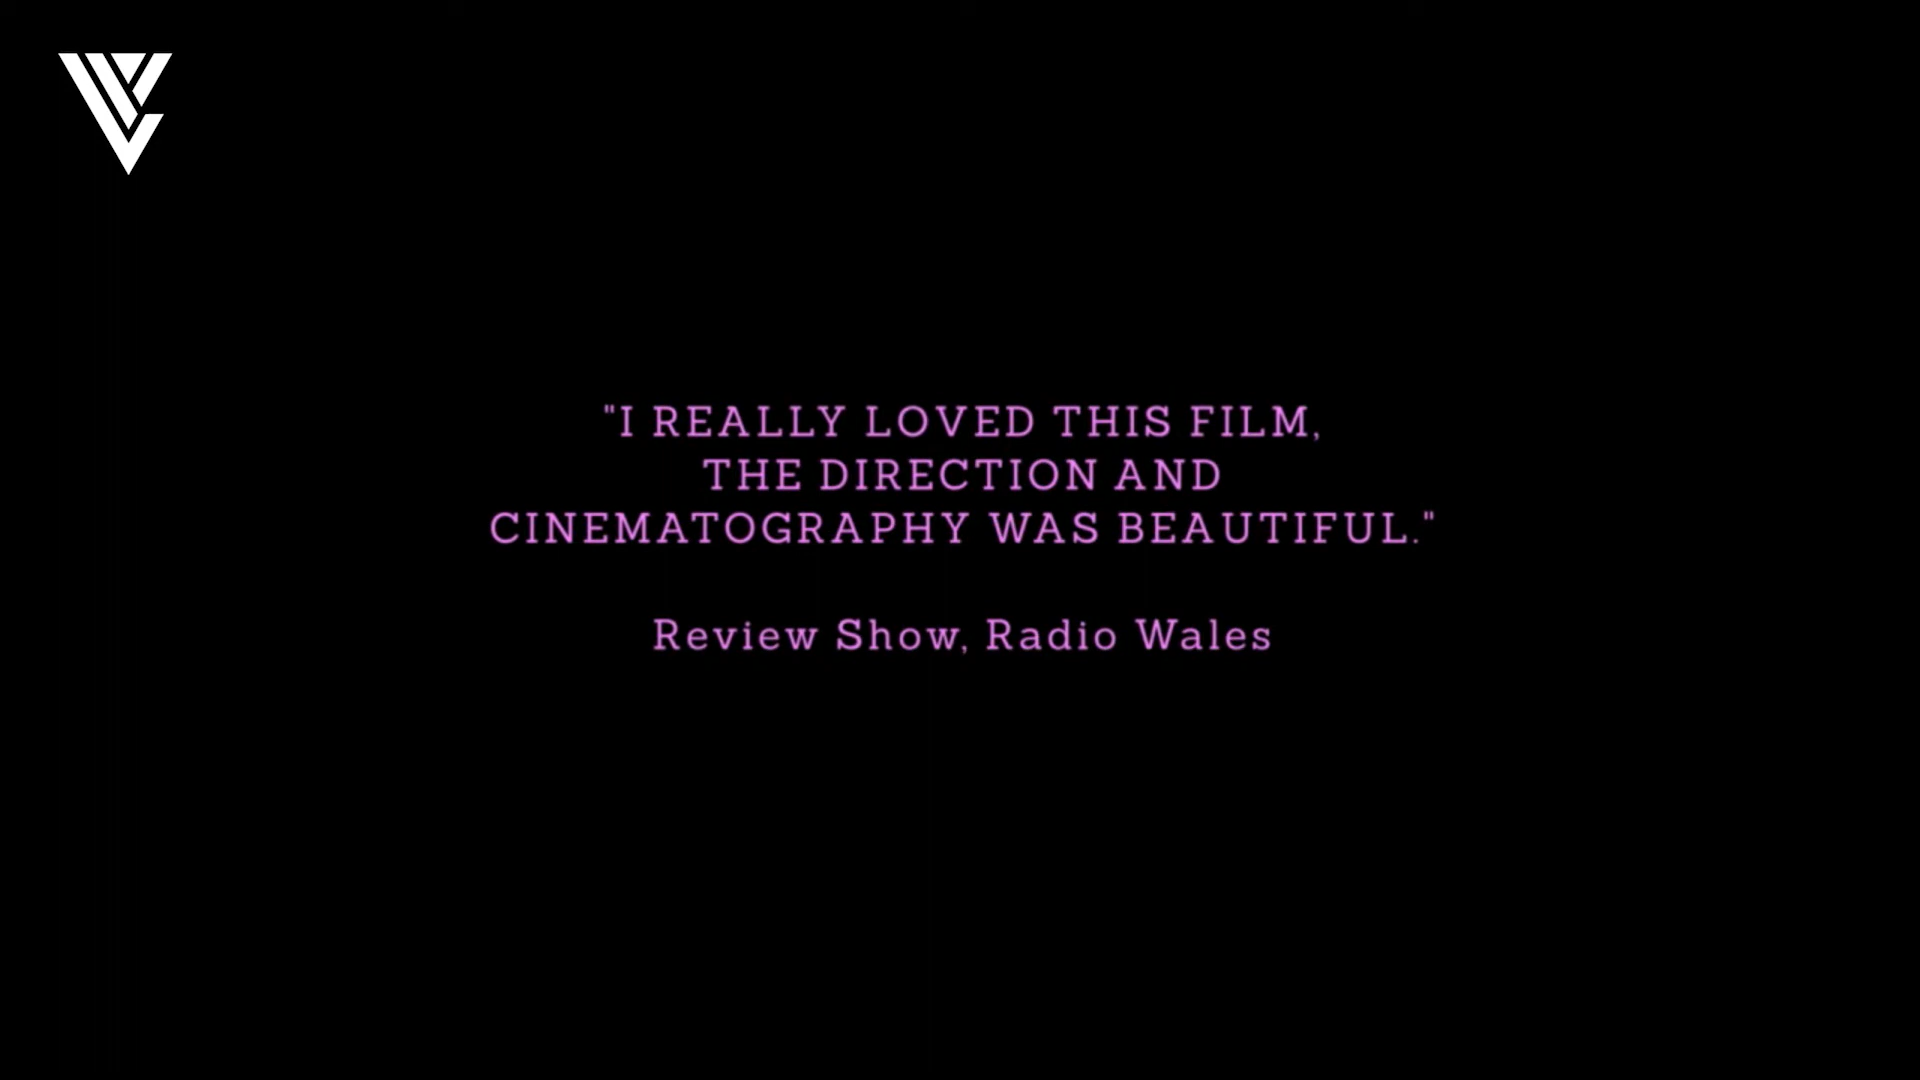 "I REALLY LOVED THIS FILM,
THE DIRECTION AND
CINEMATOGRAPHY WAS BEAUTIFUL."
Review Show, Radio Wales